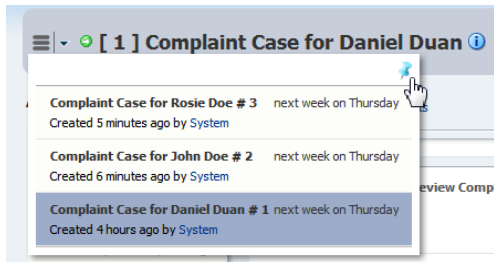 [ 1 ] Complaint Case for Daniel Duan
Complaint Case for Rosie Doe # 3 next week on Thursday
Created 5 minutes ago by System
Complaint Case for John Doe # 2 next week on Thursday
Created 6 minutes ago by System
eview Comp
Complaint Case for Daniel Duan # 1 next week on Thursday
Created 4 hours ago by System